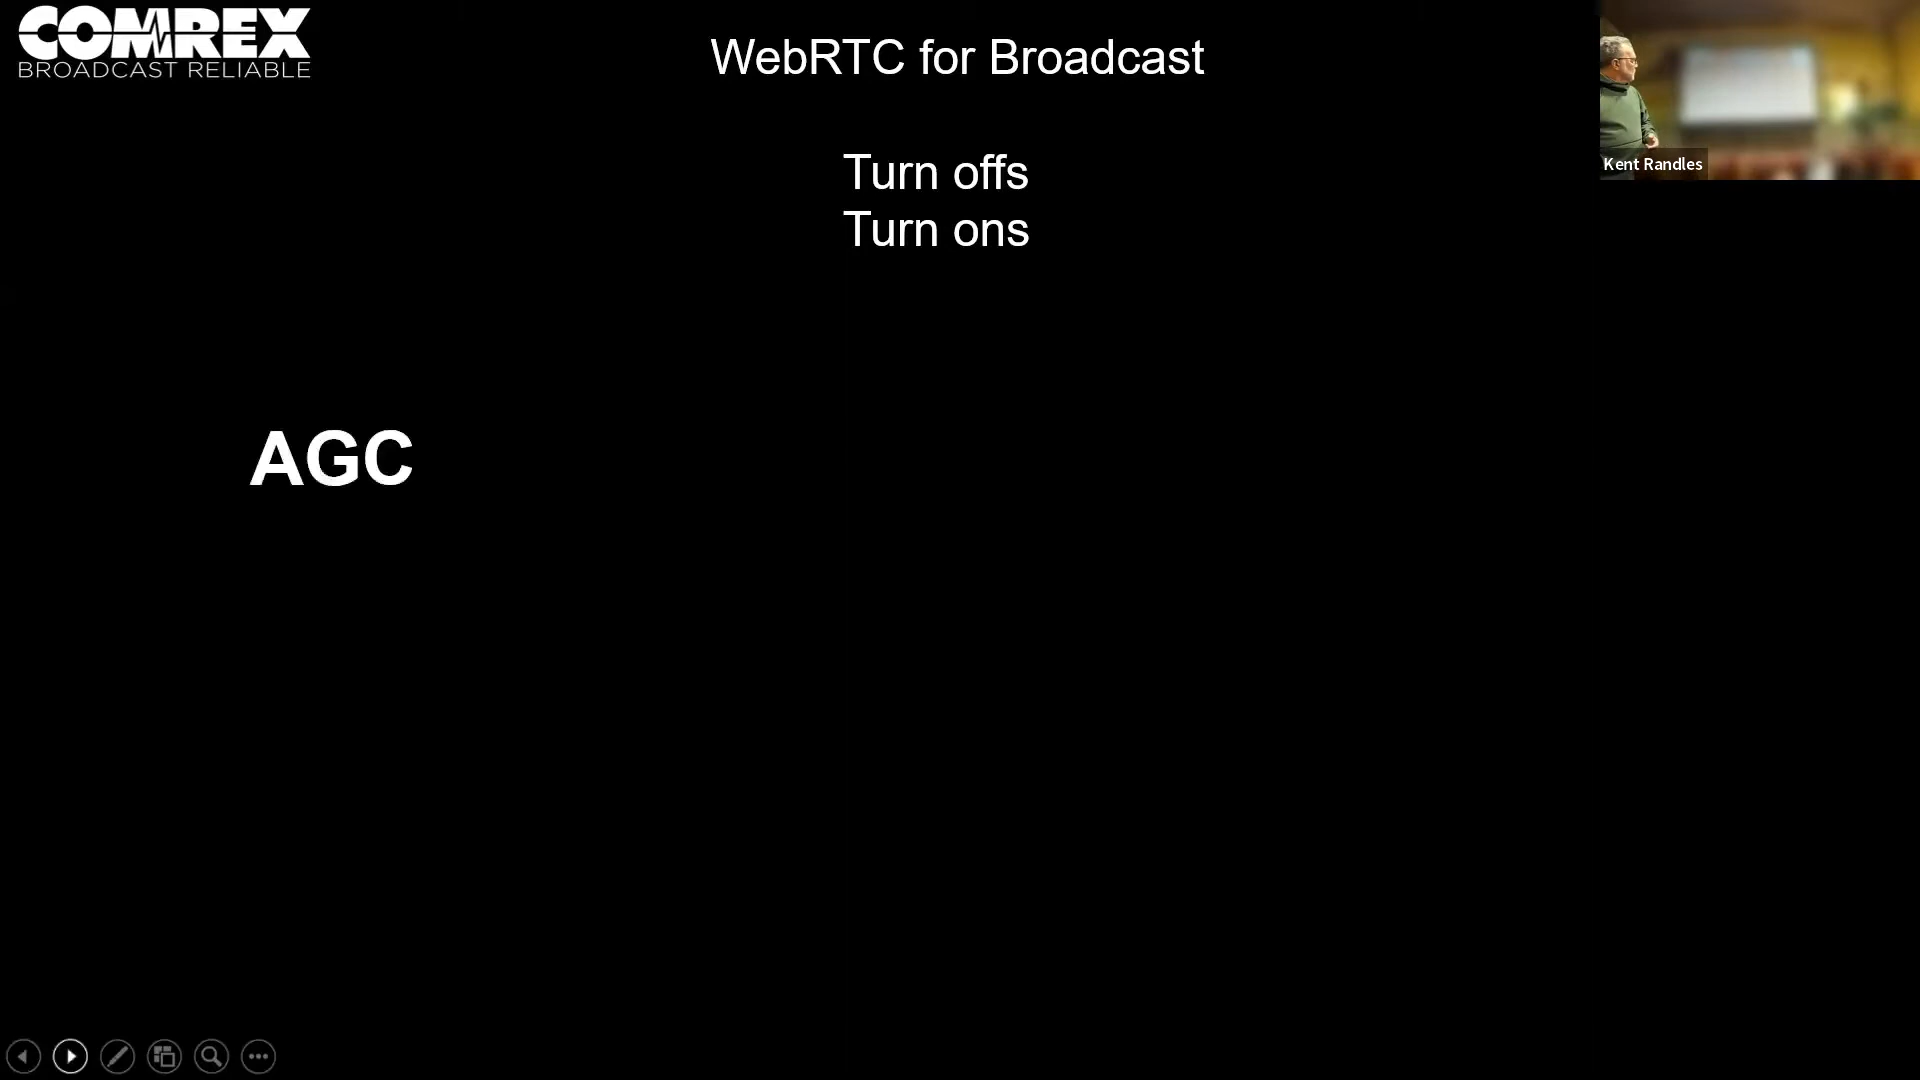 COMREX
BROADCAST RELIABLE
WebRTC for Broadcast
Turn offs
Turn ons
Kent Randles
AGC